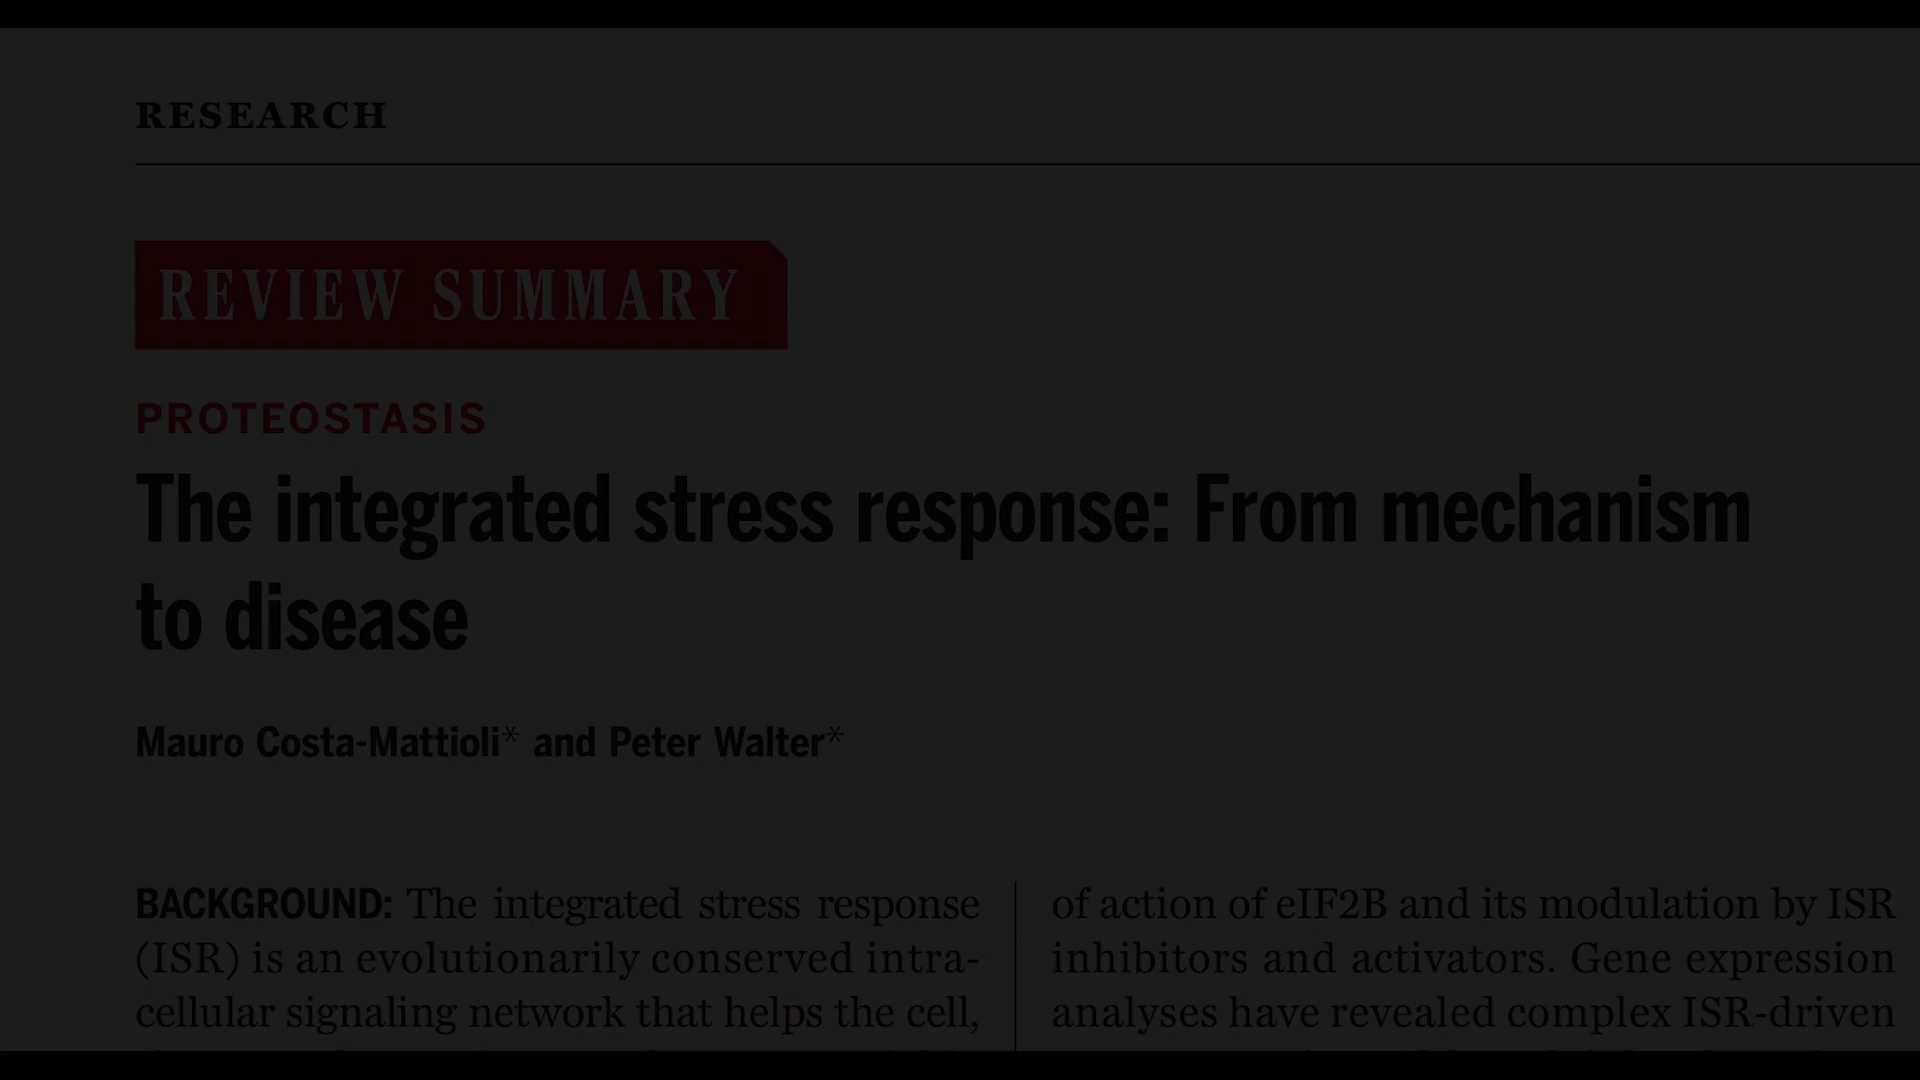 RESEARCH
REVIEW SUMMARY
PROTEOSTASIS
The integrated stress response: From mechanism
to disease
Mauro Costa-Mattioli* and Peter Walter*
BACKGROUND: The integrated stress response
(ISR) is an evolutionarily conserved intra-
cellular signaling network that helps the cell,
of action of eIF2B and its modulation by ISR
inhibitors and activators. Gene expression
analyses have revealed complex ISR-driven